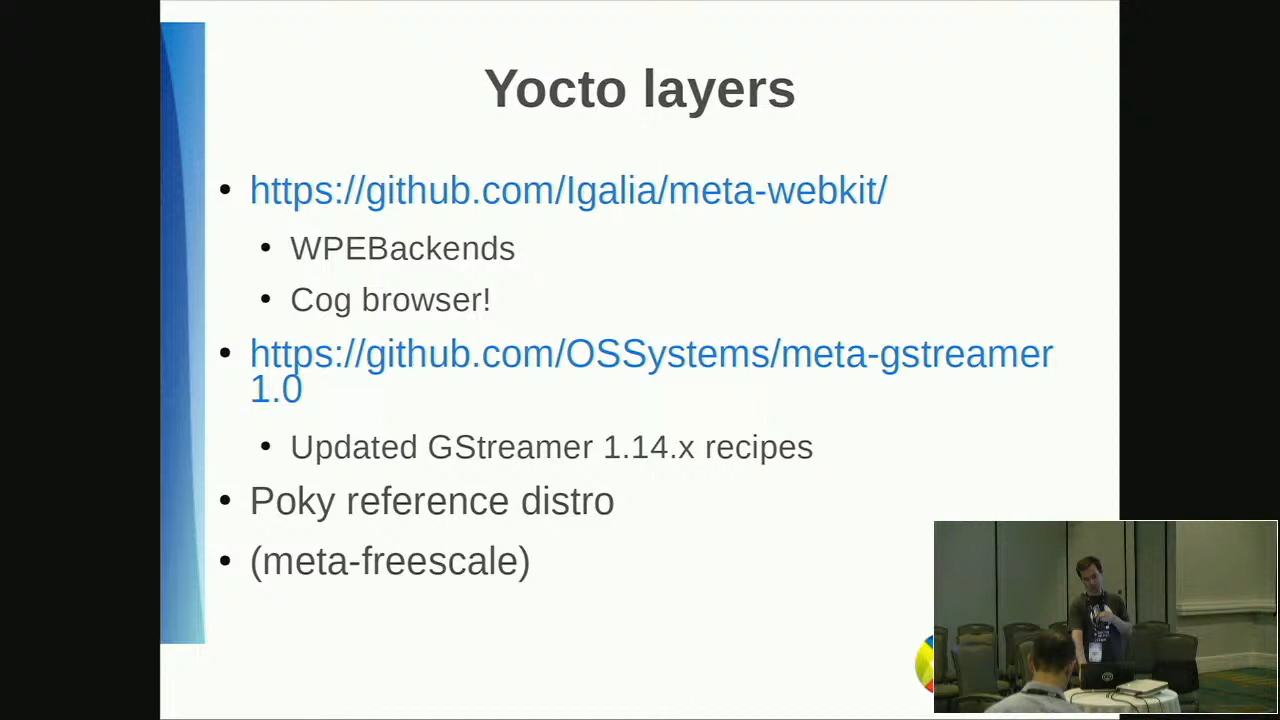 Yocto layers
https://github.com/Igalia/meta-webkit/
WPEBackends
Cog browser!
https://github.com/OSSystems/meta-gstreamer
1.0
Updated GStreamer 1.14.x recipes
Poky reference distro
(meta-freescale)